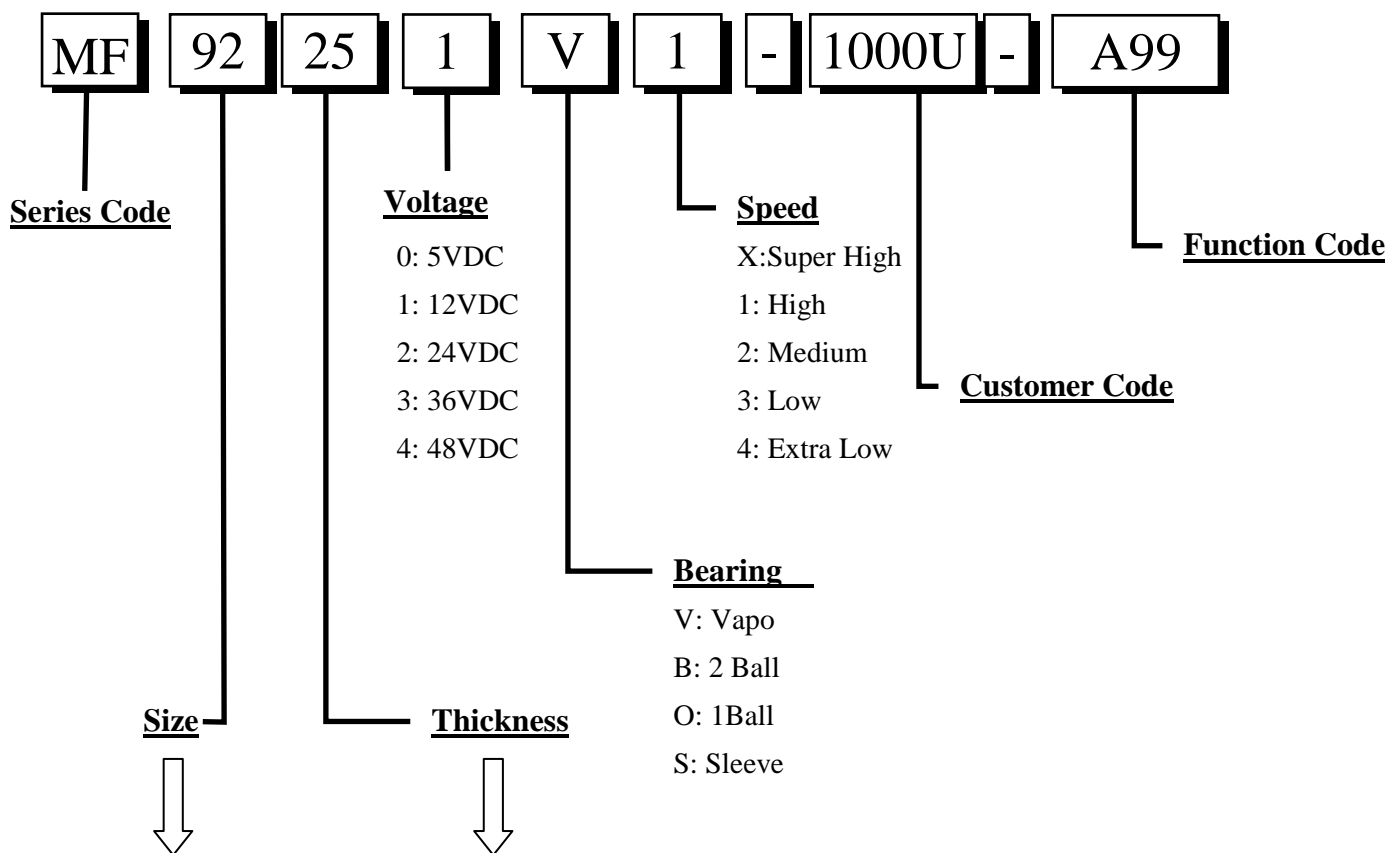 MF 92 25 1 V 1 - 1000U - A99
Series Code
Voltage
0: 5VDC
1: 12VDC
2: 24VDC
3: 36VDC
4: 48VDC
Speed
X:Super High
1: High
2: Medium
3: Low
4: Extra Low
Function Code
Customer Code
Bearing
V: Vapo
B: 2 Ball
O: 1Ball
S: Sleeve
Size
Thickness